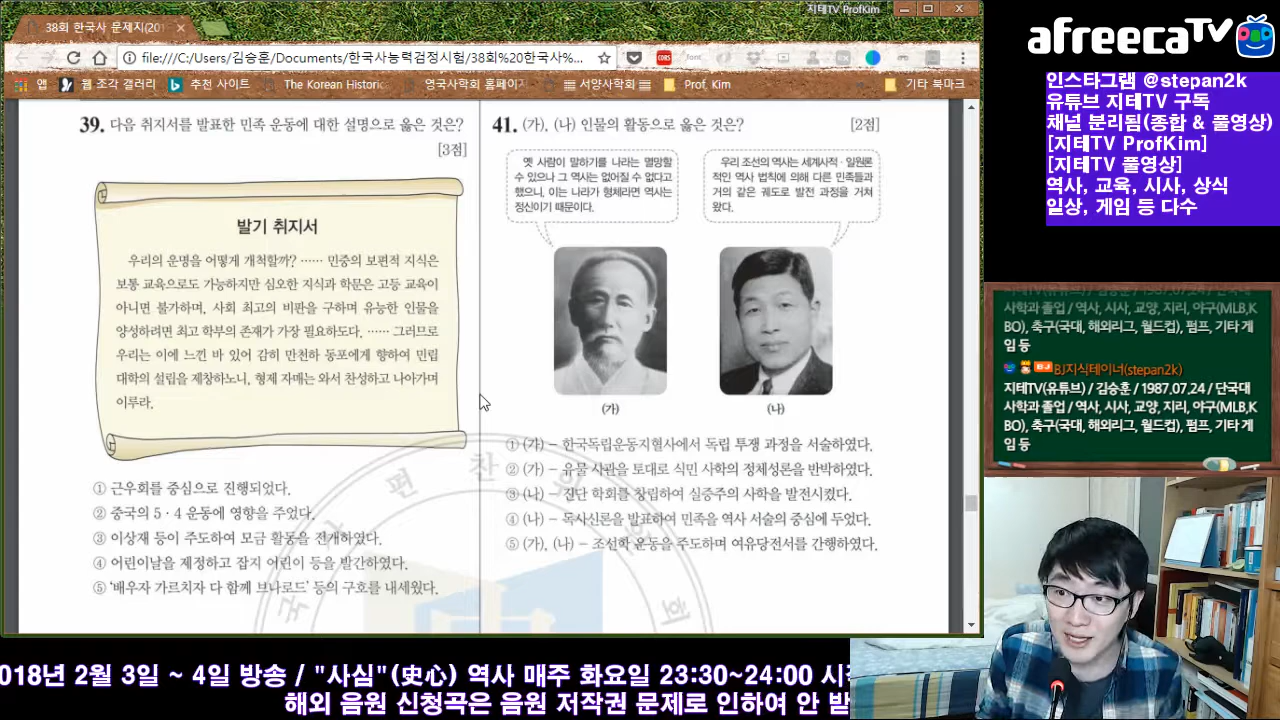 지테TV ProfKim
38회 한국사 문제지(201
file:///C:/Users/김승훈/Documents/한국사능력검정시험/38회%20한국사%...
앱
웹 조각 갤러리
추천 사이트
The Korean Historic
영국사학회 홈페이지
서양사학회
Prof. Kim
기타 북마크
39. 다음 취지서를 발표한 민족 운동에 대한 설명으로 옳은 것은?
[3점]
발기 취지서
우리의 운명을 어떻게 개척할까? …… 민중의 보편적 지식은
보통 교육으로도 가능하지만 심오한 지식과 학문은 고등 교육이
아니면 불가하며, 사회 최고의 비판을 구하며 유능한 인물을
양성하려면 최고 학부의 존재가 가장 필요하도다. …… 그러므로
우리는 이에 느낀 바 있어 감히 만천하 동포에게 향하여 민립
대학의 설립을 제창하노니, 형제 자매는 와서 찬성하고 나아가며
이루라.
① 근우회를 중심으로 진행되었다.
② 중국의 5·4 운동에 영향을 주었다.
③ 이상재 등이 주도하여 모금 활동을 전개하였다.
④ 어린이날을 제정하고 잡지 어린이 등을 발간하였다.
⑤ '배우자 가르치자 다 함께 브나로드' 등의 구호를 내세웠다.
41. (가), (나) 인물의 활동으로 옳은 것은?
[2점]
옛 사람이 말하기를 나라는 멸망할
수 있으나 그 역사는 없어질 수 없다고
했으니, 이는 나라가 형체라면 역사는
정신이기 때문이다.
우리 조선의 역사는 세계사적·일원론
적인 역사 법칙에 의해 다른 민족들과
거의 같은 궤도로 발전 과정을 거쳐
왔다.
(가)
(나)
① (가) - 한국독립운동지혈사에서 독립 투쟁 과정을 서술하였다.
② (가) - 유물 사관을 토대로 식민 사학의 정체성론을 반박하였다.
③ (나) - 진단 학회를 창립하여 실증주의 사학을 발전시켰다.
④ (나) - 독사신론을 발표하여 민족을 역사 서술의 중심에 두었다.
⑤ (가), (나) - 조선학 운동을 주도하며 여유당전서를 간행하였다.
afreecaTV
인스타그램 @stepan2k
유튜브 지테TV 구독
채널 분리됨(종합 & 풀영상)
[지테TV ProfKim]
[지테TV 풀영상]
역사, 교육, 시사, 상식
일상, 게임 등 다수
지테TV(유튜브) / 김승훈 / 1987.07.24 / 단국대
사학과 졸업 / 역사, 시사, 교양, 지리, 야구(MLB,K
BO), 축구(국대, 해외리그, 월드컵), 펌프, 기타 게
임 등
BJ지식테이너(stepan2k)
지테TV(유튜브) / 김승훈 / 1987.07.24 / 단국대
사학과 졸업 / 역사, 시사, 교양, 지리, 야구(MLB,K
BO), 축구(국대, 해외리그, 월드컵), 펌프, 기타 게
임 등
018년 2월 3일 ~ 4일 방송 / "사심"(史心) 역사 매주 화요일 23:30~24:00 시
해외 음원 신청곡은 음원 저작권 문제로 인하여 안 받